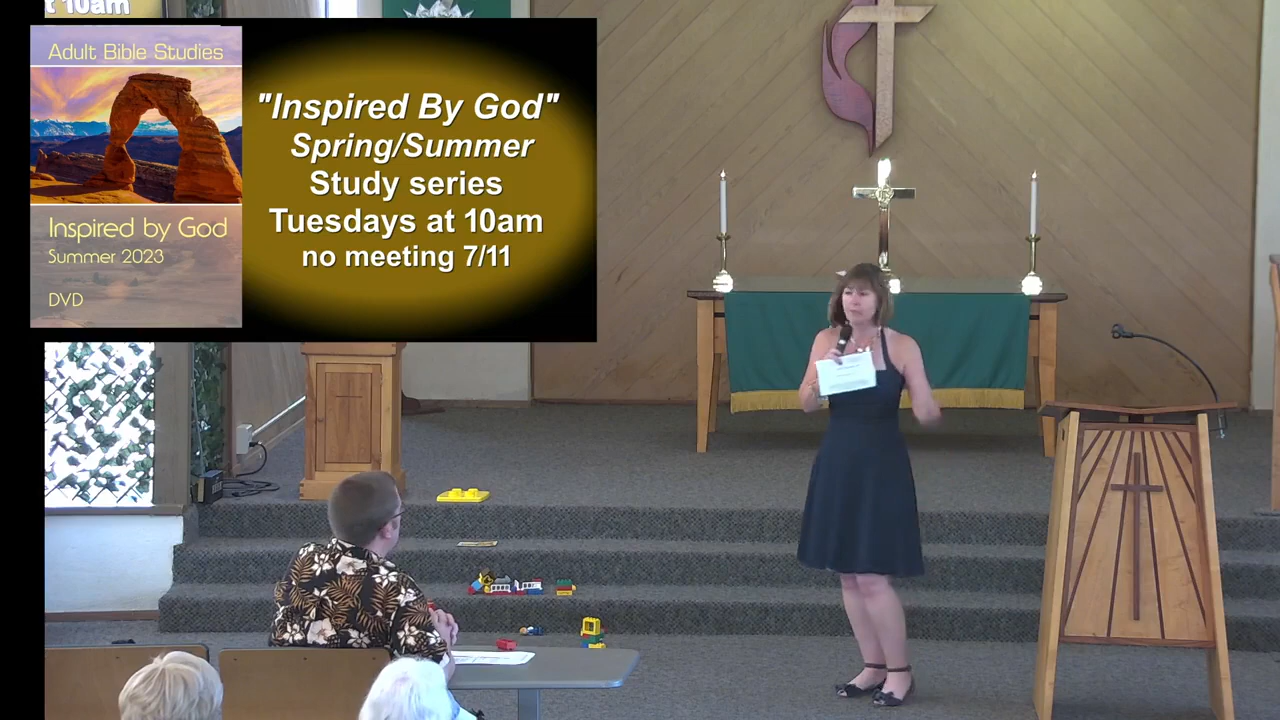 t 10am
Adult Bible Studies
Inspired by God
Summer 2023
DVD
"Inspired By God"
Spring/Summer
Study series
Tuesdays at 10am
no meeting 7/11